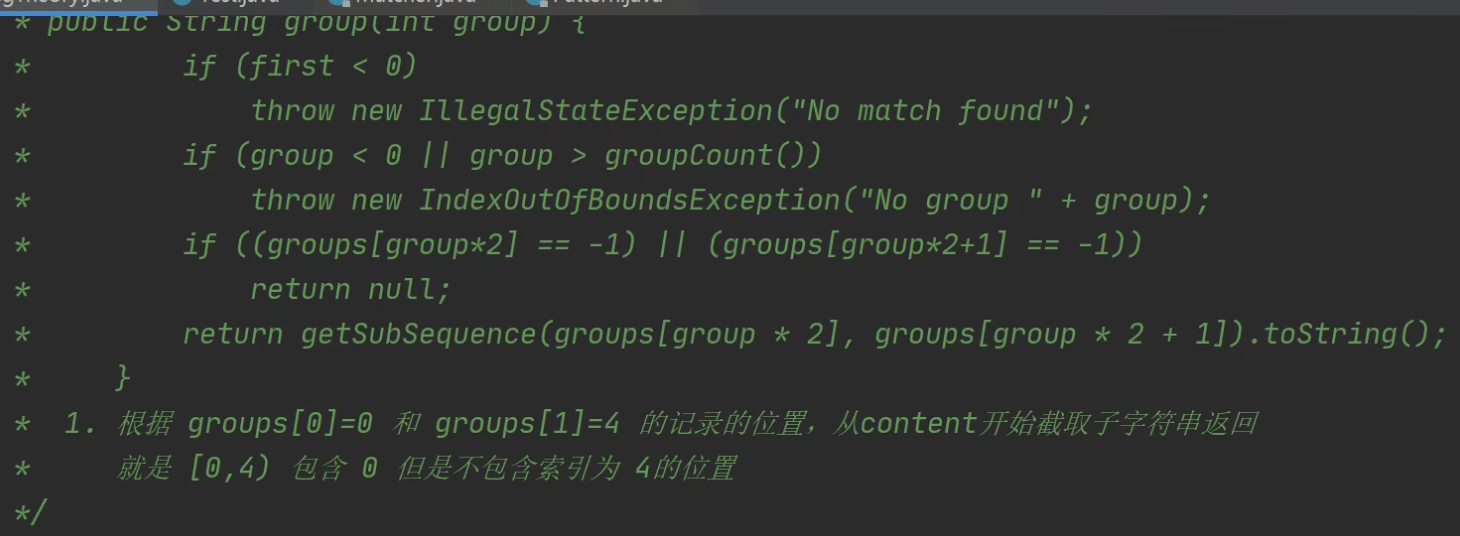 Test.java Matcher.java Pattern.java
* public String group(int group) {
* if (first < 0)
* throw new IllegalStateException("No match found");
* if (group < 0 || group > groupCount())
* throw new IndexOutOfBoundsException("No group " + group);
* if ((groups[group*2] == -1) || (groups[group*2+1] == -1))
* return null;
* return getSubSequence(groups[group * 2], groups[group * 2 + 1]).toString();
* }
* 1. 根据 groups[0]=0 和 groups[1]=4 的记录的位置，从content开始截取子字符串返回
* 就是 [0,4) 包含 0 但是不包含索引为 4的位置
*/